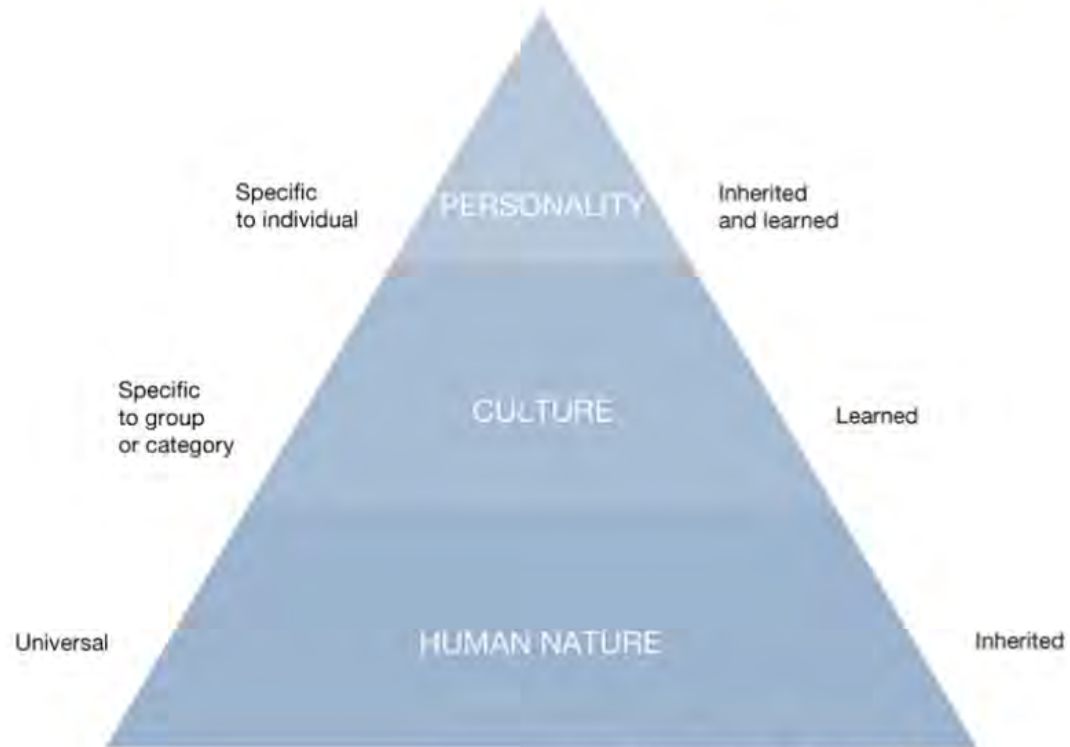 Specific
to individual
PERSONALITY
Inherited
and learned
Specific
to group
or category
CULTURE
Learned
Universal
HUMAN NATURE
Inherited